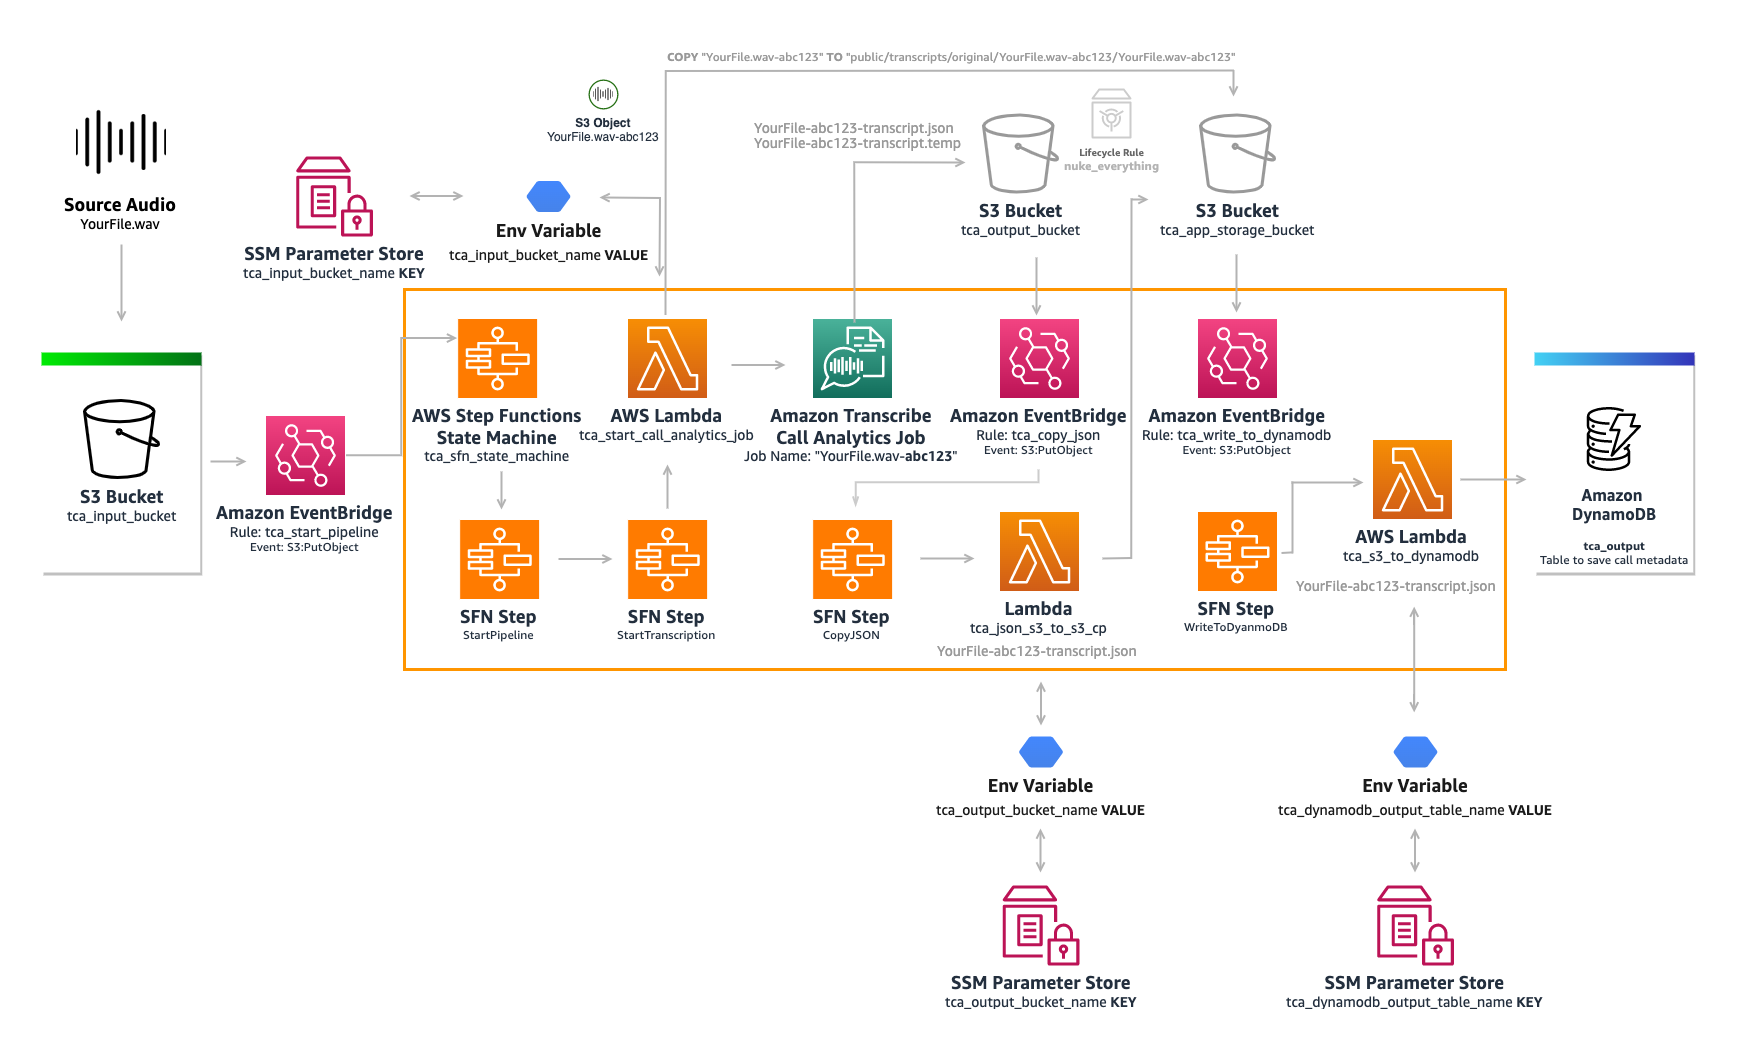 COPY "YourFile.wav-abc123" TO "public/transcripts/original/YourFile.wav-abc123/YourFile.wav-abc123"
S3 Object
YourFile.wav-abc123
YourFile-abc123-transcript.json
YourFile-abc123-transcript.temp
Lifecycle Rule
nuke_everything
Source Audio
YourFile.wav
SSM Parameter Store
tca_input_bucket_name KEY
Env Variable
tca_input_bucket_name VALUE
S3 Bucket
tca_output_bucket
S3 Bucket
tca_app_storage_bucket
S3 Bucket
tca_input_bucket
Amazon EventBridge
Rule: tca_start_pipeline
Event: S3:PutObject
AWS Step Functions
State Machine
tca_sfn_state_machine
AWS Lambda
tca_start_call_analytics_job
Amazon Transcribe
Call Analytics Job
Job Name: "YourFile.wav-abc123"
Amazon EventBridge
Rule: tca_copy_json
Event: S3:PutObject
Amazon EventBridge
Rule: tca_write_to_dynamodb
Event: S3:PutObject
AWS Lambda
tca_s3_to_dynamodb
YourFile-abc123-transcript.json
Amazon
DynamoDB
tca_output
Table to save call metadata
SFN Step
StartPipeline
SFN Step
StartTranscription
SFN Step
CopyJSON
Lambda
tca_json_s3_to_s3_cp
YourFile-abc123-transcript.json
SFN Step
WriteToDyanmoDB
Env Variable
tca_output_bucket_name VALUE
Env Variable
tca_dynamodb_output_table_name VALUE
SSM Parameter Store
tca_output_bucket_name KEY
SSM Parameter Store
tca_dynamodb_output_table_name KEY